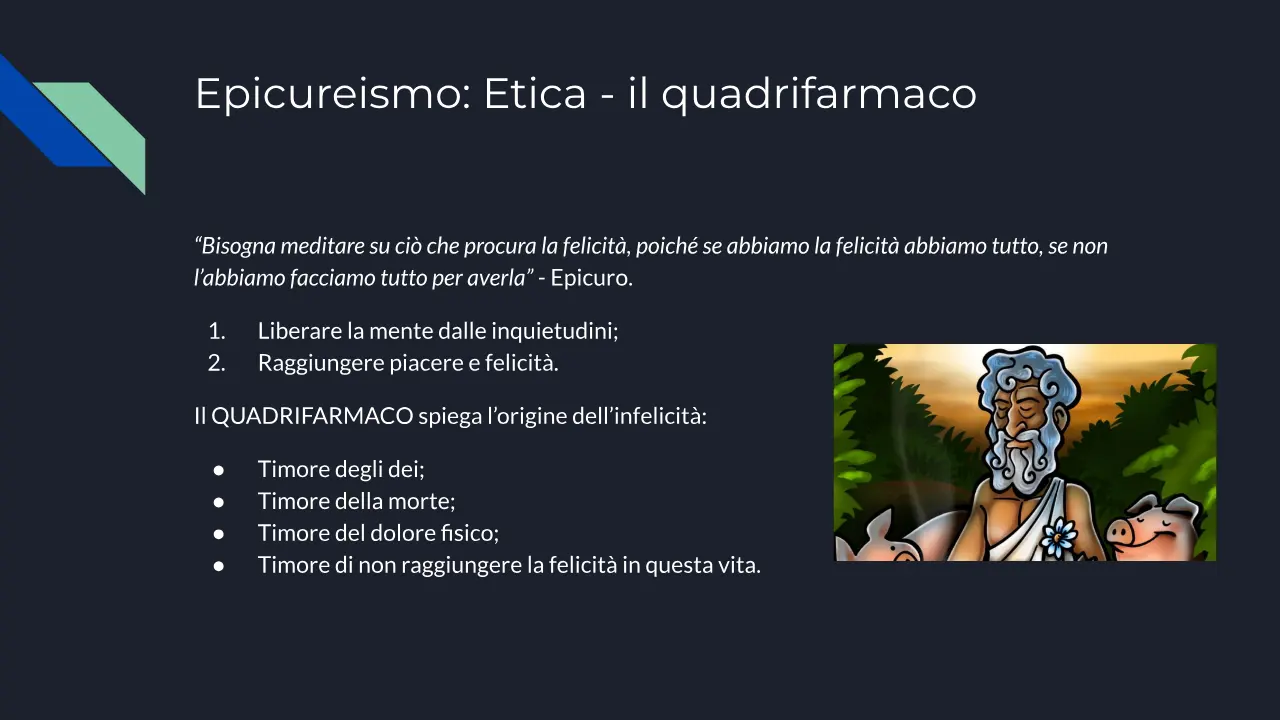 Epicureismo: Etica - il quadrifarmaco
“Bisogna meditare su ciò che procura la felicità, poiché se abbiamo la felicità abbiamo tutto, se non
l’abbiamo facciamo tutto per averla” - Epicuro.
1. Liberare la mente dalle inquietudini;
2. Raggiungere piacere e felicità.
Il QUADRIFARMACO spiega l’origine dell’infelicità:
● Timore degli dei;
● Timore della morte;
● Timore del dolore fisico;
● Timore di non raggiungere la felicità in questa vita.